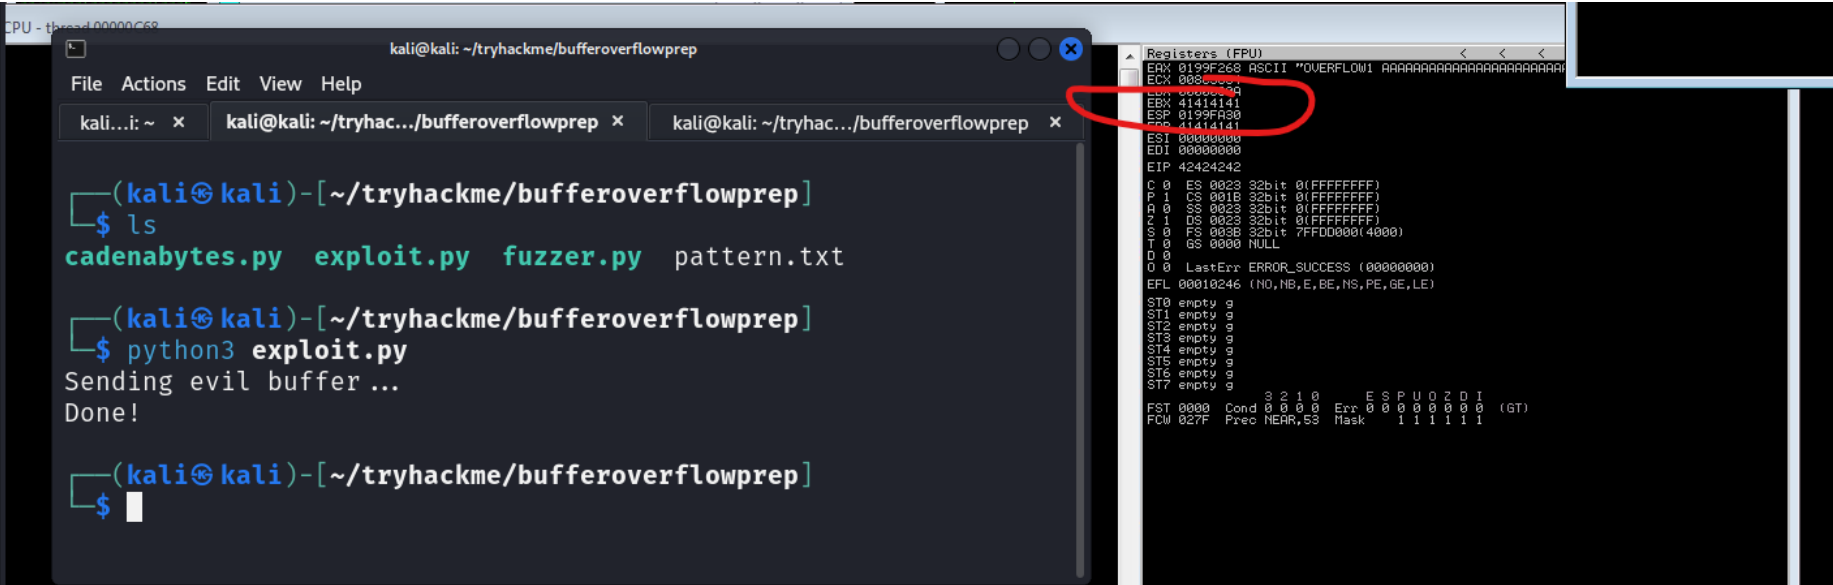 CPU - thread 00000C68
kali@kali: ~/tryhackme/bufferoverflowprep
File Actions Edit View Help
kali...i: ~ × kali@kali: ~/tryhac.../bufferoverflowprep × kali@kali: ~/tryhac.../bufferoverflowprep ×
(kali㉿kali)-[~/tryhackme/bufferoverflowprep]
$ ls
cadenabytes.py exploit.py fuzzer.py pattern.txt
(kali㉿kali)-[~/tryhackme/bufferoverflowprep]
$ python3 exploit.py
Sending evil buffer...
Done!
(kali㉿kali)-[~/tryhackme/bufferoverflowprep]
$
Registers (FPU) < < <
EAX 0199F268 ASCII "OVERFLOW1 AAAAAAAAAAAAAAAAAAAAAAAA
ECX
EBX 41414141
ESP 0199FA30
EBP 41414141
ESI 00000000
EDI 00000000
EIP 42424242
C 0 ES 0023 32bit 0(FFFFFFFF)
P 1 CS 001B 32bit 0(FFFFFFFF)
A 0 SS 0023 32bit 0(FFFFFFFF)
Z 1 DS 0023 32bit 0(FFFFFFFF)
S 0 FS 003B 32bit 7FFDD000(4000)
T 0 GS 0000 NULL
D 0
O 0 LastErr ERROR_SUCCESS (00000000)
EFL 00010246 (NO,NB,E,BE,NS,PE,GE,LE)
ST0 empty g
ST1 empty g
ST2 empty g
ST3 empty g
ST4 empty g
ST5 empty g
ST6 empty g
ST7 empty g
3 2 1 0 E S P U O Z D I
FST 0000 Cond 0 0 0 0 Err 0 0 0 0 0 0 0 0 (GT)
FCW 027F Prec NEAR,53 Mask 1 1 1 1 1 1